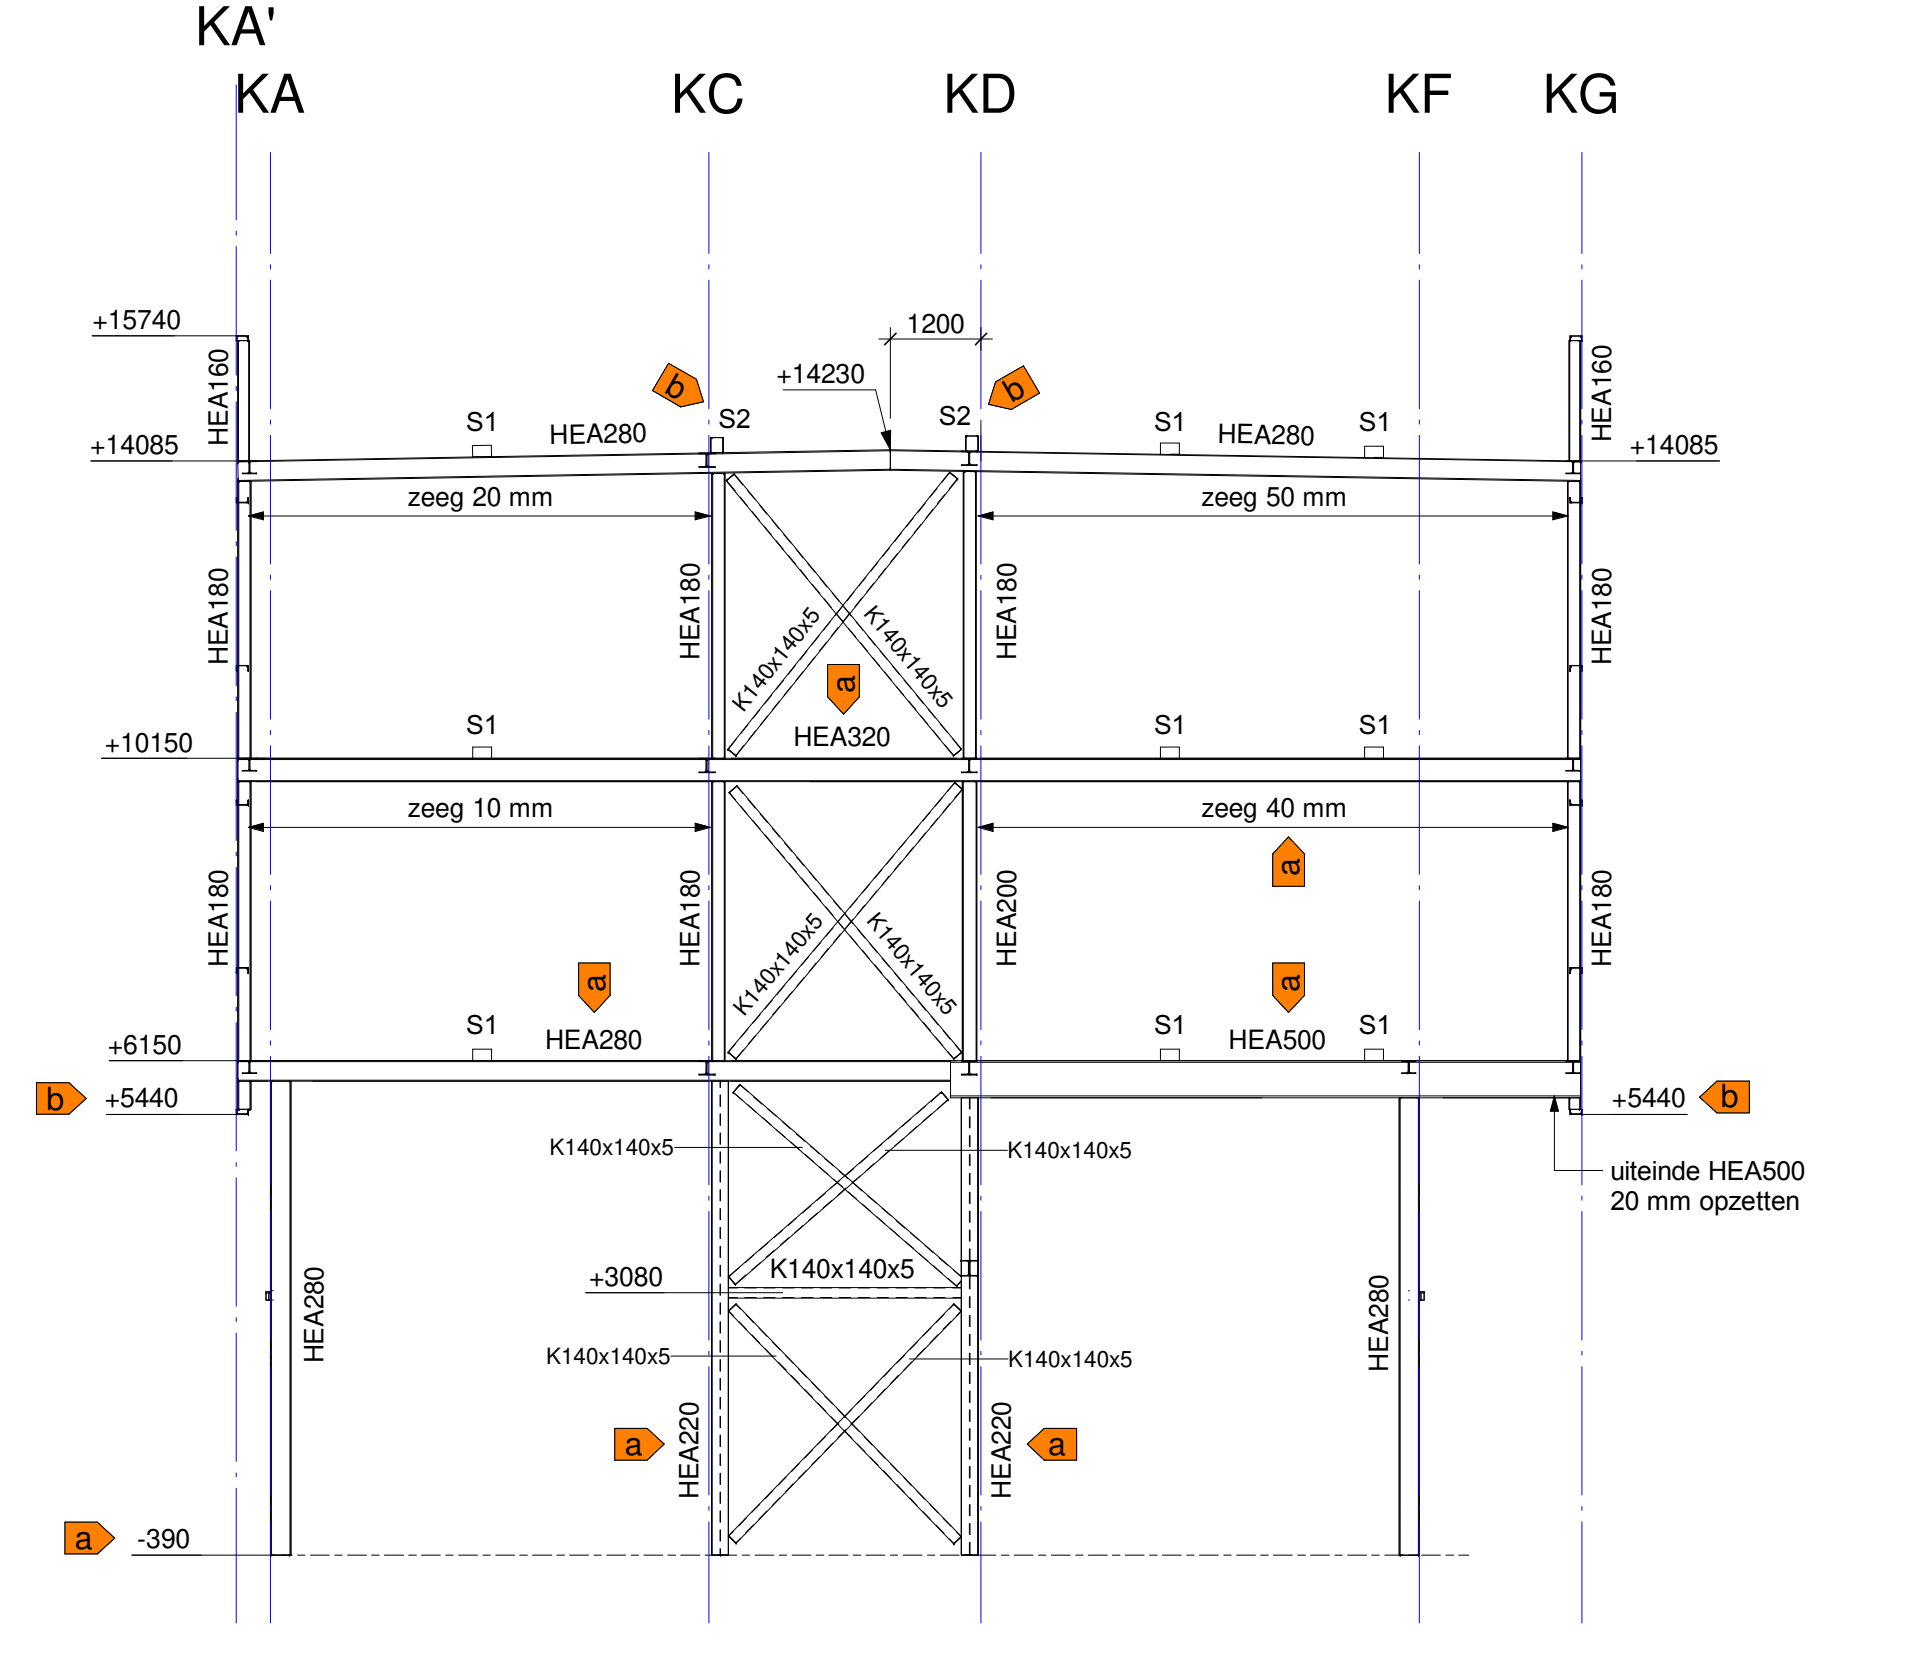 KA'
KA
KC
KD
KF
KG
+15740
1200
HEA160
HEA160
+14230
b
b
S1
HEA280
S2
S2
S1
HEA280
S1
+14085
+14085
zeeg 20 mm
zeeg 50 mm
HEA180
HEA180
K140x140x5
K140x140x5
HEA180
HEA180
a
+10150
S1
HEA320
S1
S1
zeeg 10 mm
zeeg 40 mm
a
HEA180
HEA180
K140x140x5
K140x140x5
HEA200
HEA180
a
a
+6150
S1
HEA280
S1
HEA500
S1
b
+5440
+5440
b
K140x140x5
K140x140x5
uiteinde HEA500
20 mm opzetten
+3080
K140x140x5
HEA280
HEA280
K140x140x5
K140x140x5
a
HEA220
HEA220
a
a
-390